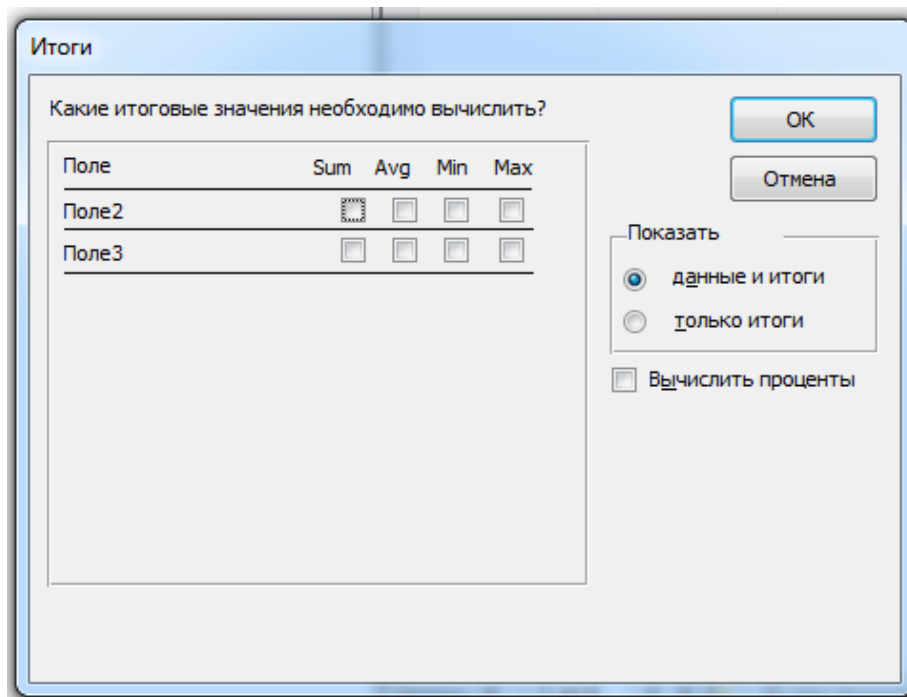 Итоги
Какие итоговые значения необходимо вычислить?
Поле Sum Avg Min Max
Поле2
Поле3
ОК
Отмена
Показать
данные и итоги
только итоги
Вычислить проценты